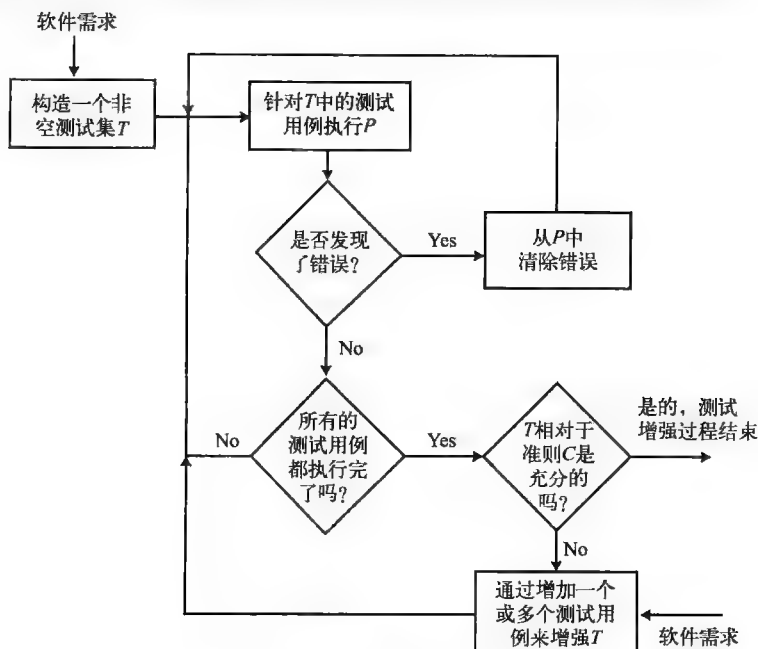 软件需求
构造一个非
空测试集T
针对T中的测试
用例执行P
是否发现
了错误?
Yes
从P中
清除错误
No
所有的
测试用例
都执行完
了吗?
No
Yes
T相对于
准则C是
充分的
吗?
是的，测试
增强过程结束
No
通过增加一个
或多个测试用
例来增强T
软件需求